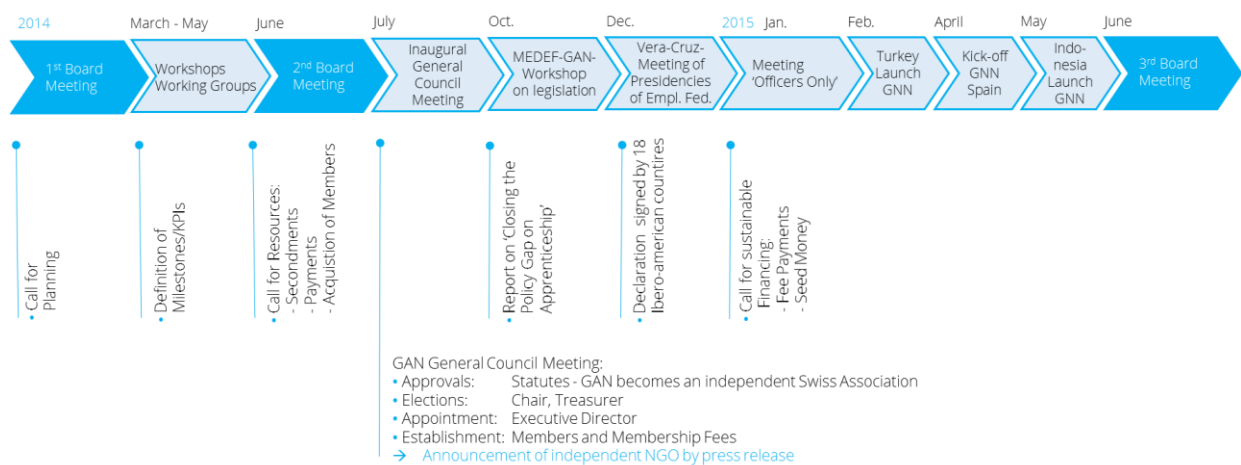 2014
March - May
June
July
Oct.
Dec.
2015 Jan.
Feb.
April
May
June
1st Board
Meeting
Workshops
Working Groups
2nd Board
Meeting
Inaugural
General
Council
Meeting
MEDEF-GAN-
Workshop
on legislation
Vera-Cruz-
Meeting of
Presidencies
of Empl. Fed.
Meeting
'Officers Only'
Turkey
Launch
GNN
Kick-off
GNN
Spain
Indo-
nesia
Launch
GNN
3rd Board
Meeting
• Call for
Planning
• Definition of
Milestones/KPIs
• Call for Resources:
- Secondments
- Payments
- Acquistion of Members
• Report on 'Closing the
Policy Gap on
Apprenticeship'
• Declaration signed by 18
Ibero-american countires
• Call for sustainable
Financing:
- Fee Payments
- Seed Money
GAN General Council Meeting:
• Approvals: Statutes - GAN becomes an independent Swiss Association
• Elections: Chair, Treasurer
• Appointment: Executive Director
• Establishment: Members and Membership Fees
→ Announcement of independent NGO by press release